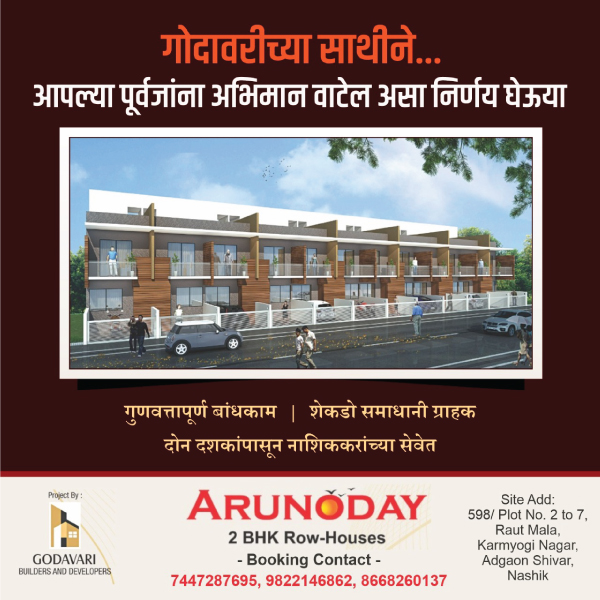 गोदावरीच्या साथीने...
आपल्या पूर्वजांना अभिमान वाटेल असा निर्णय घेऊया
गुणवत्तापूर्ण बांधकाम | शेकडो समाधानी ग्राहक
दोन दशकांपासून नाशिककरांच्या सेवेत
Project By :
GODAVARI
BUILDERS AND DEVELOPERS
ARUNODAY
2 BHK Row-Houses
- Booking Contact -
7447287695, 9822146862, 8668260137
Site Add:
598/ Plot No. 2 to 7,
Raut Mala,
Karmyogi Nagar,
Adgaon Shivar,
Nashik